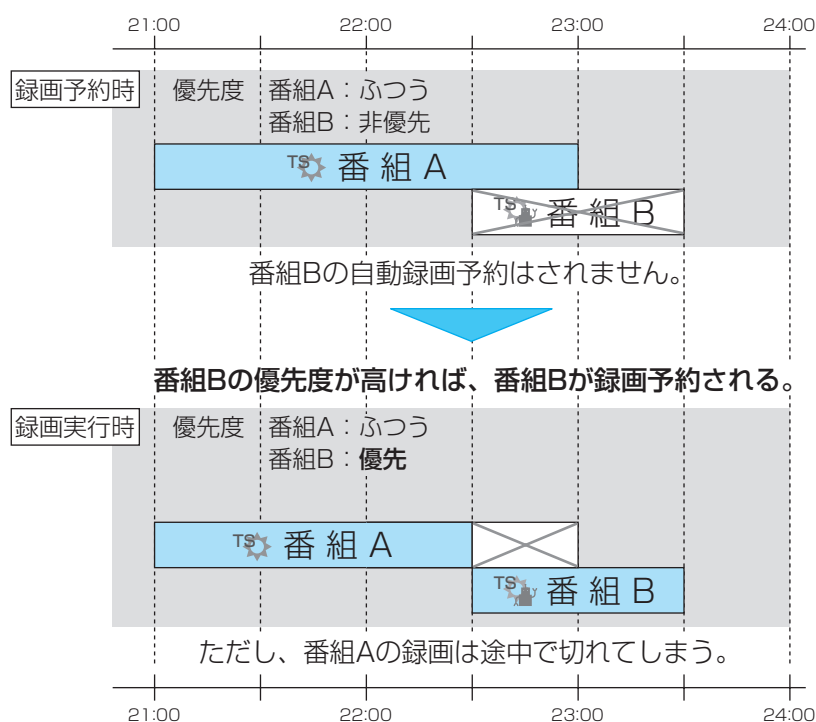 21:00 22:00 23:00 24:00
録画予約時 優先度 番組A：ふつう
番組B：非優先
TS 番組A
TS 番組B
番組Bの自動録画予約はされません。
番組Bの優先度が高ければ、番組Bが録画予約される。
録画実行時 優先度 番組A：ふつう
番組B：優先
TS 番組A
TS 番組B
ただし、番組Aの録画は途中で切れてしまう。
21:00 22:00 23:00 24:00